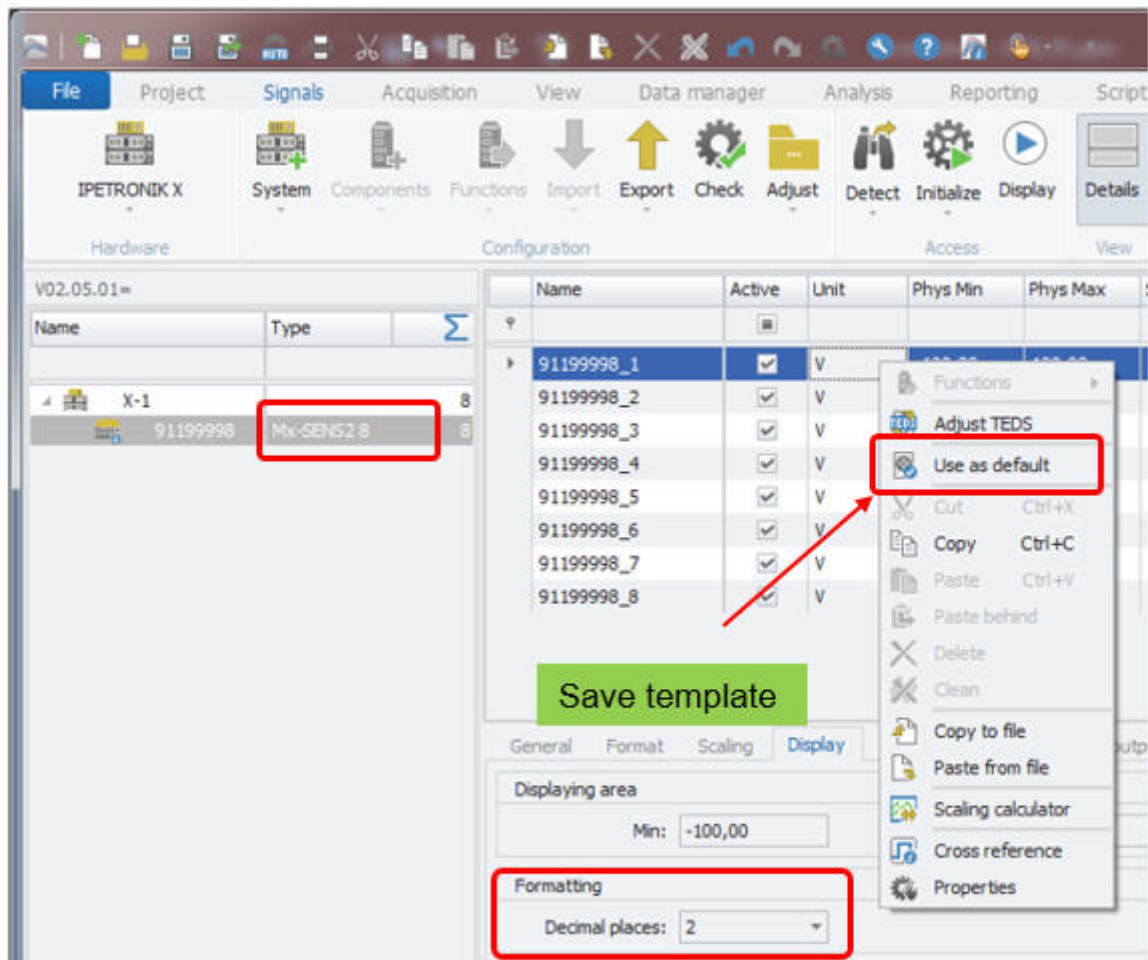 AUTO
File Project Signals Acquisition View Data manager Analysis Reporting Script
IPETRONIK X System Components Functions Import Export Check Adjust Detect Initialize Display Details
Hardware Configuration Access View
V02.05.01=
Name Type Σ
Name Active Unit Phys Min Phys Max
X-1 8
91199998 Mx-SENS2 8 8
91199998_1 V
91199998_2 V
91199998_3 V
91199998_4 V
91199998_5 V
91199998_6 V
91199998_7 V
91199998_8 V
Functions
TEDS Adjust TEDS
Use as default
Cut Ctrl+X
Copy Ctrl+C
Paste Ctrl+V
Paste behind
Delete
Clean
Copy to file
Paste from file
Scaling calculator
Cross reference
Properties
Save template
General Format Scaling Display
Displaying area
Min: -100,00
Formatting
Decimal places: 2